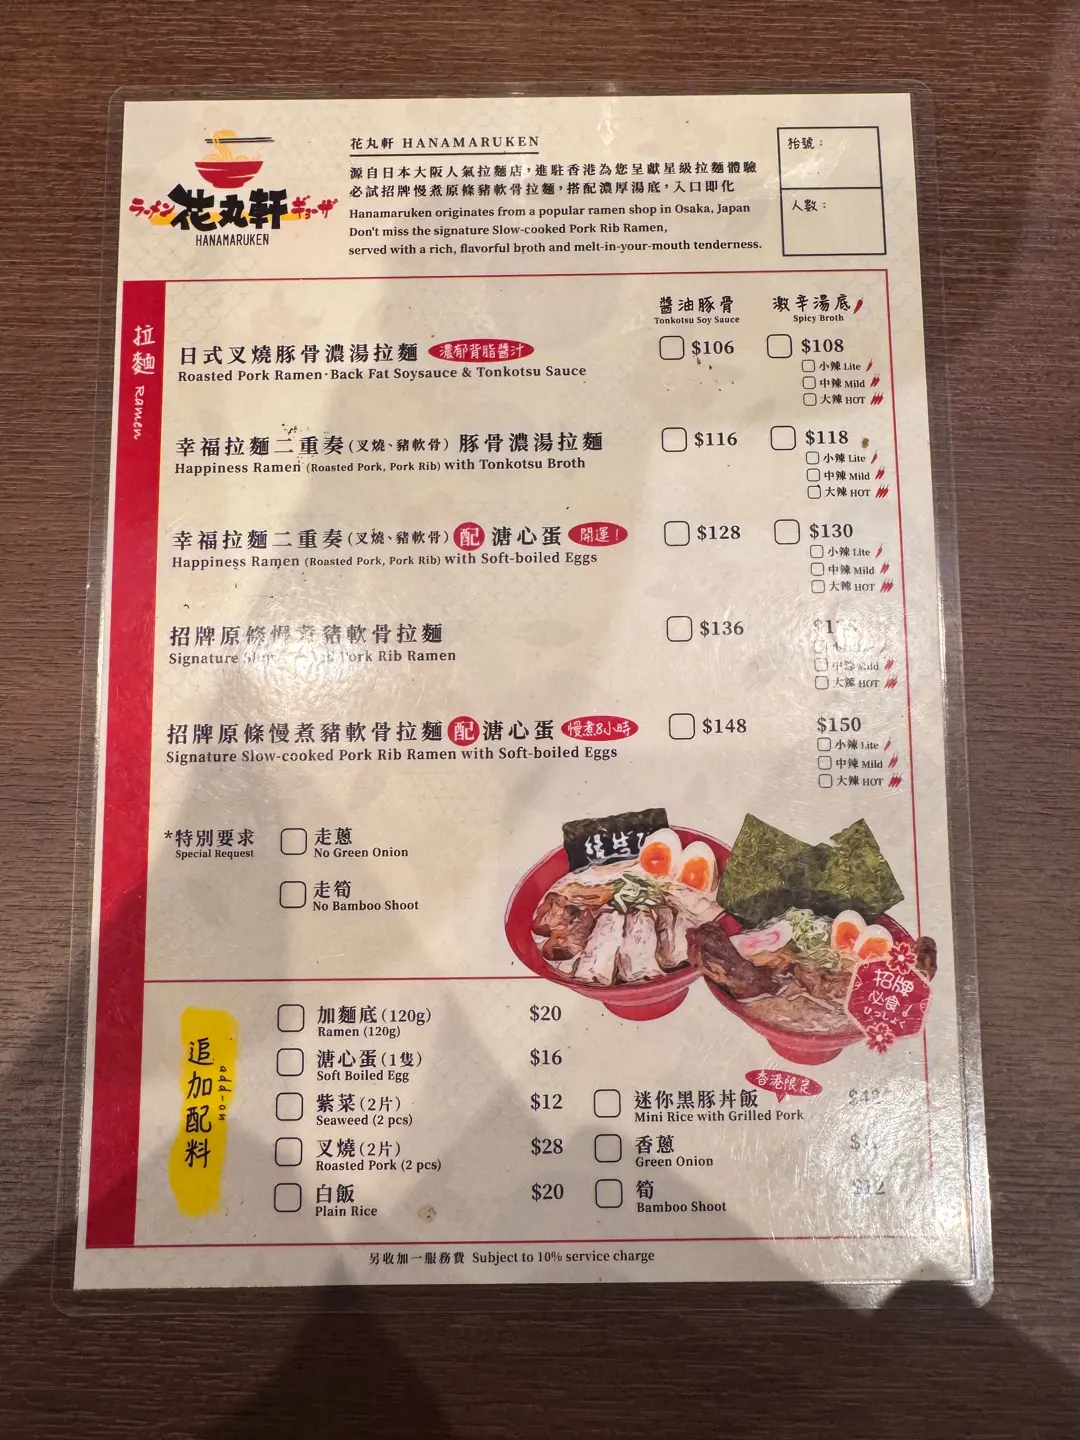 ラーメン 花丸軒 ギョーザ
HANAMARUKEN
花丸軒 HANAMARUKEN
源自日本大阪人氣拉麵店，進駐香港為您呈獻星級拉麵體驗
必試招牌慢煮原條豬軟骨拉麵，搭配濃厚湯底，入口即化
Hanamaruken originates from a popular ramen shop in Osaka, Japan
Don't miss the signature Slow-cooked Pork Rib Ramen,
served with a rich, flavorful broth and melt-in-your-mouth tenderness.
枱號：
人數：
拉麵 Ramen
醬油豚骨
Tonkotsu Soy Sauce
激辛湯底
Spicy Broth
日式叉燒豚骨濃湯拉麵 濃郁背脂醬汁
Roasted Pork Ramen·Back Fat Soysauce & Tonkotsu Sauce
$106
$108
小辣 Lite
中辣 Mild
大辣 HOT
幸福拉麵二重奏(叉燒、豬軟骨) 豚骨濃湯拉麵
Happiness Ramen (Roasted Pork, Pork Rib) with Tonkotsu Broth
$116
$118
小辣 Lite
中辣 Mild
大辣 HOT
幸福拉麵二重奏(叉燒、豬軟骨) 配 溏心蛋 開運！
Happiness Ramen (Roasted Pork, Pork Rib) with Soft-boiled Eggs
$128
$130
小辣 Lite
中辣 Mild
大辣 HOT
招牌原條慢煮豬軟骨拉麵
Signature Pork Rib Ramen
$136
中辣 Mild
大辣 HOT
招牌原條慢煮豬軟骨拉麵 配 溏心蛋 慢煮8小時
Signature Slow-cooked Pork Rib Ramen with Soft-boiled Eggs
$148
$150
小辣 Lite
中辣 Mild
大辣 HOT
*特別要求
Special Request
走蔥
No Green Onion
走筍
No Bamboo Shoot
招牌
必食！
ひっしょく
追加配料 add-on
加麵底(120g)
Ramen (120g)
$20
溏心蛋(1隻)
Soft Boiled Egg
$16
紫菜(2片)
Seaweed (2 pcs)
$12
叉燒(2片)
Roasted Pork (2 pcs)
$28
白飯
Plain Rice
$20
香港限定
迷你黑豚丼飯
Mini Rice with Grilled Pork
香蔥
Green Onion
筍
Bamboo Shoot
$12
另收加一服務費 Subject to 10% service charge